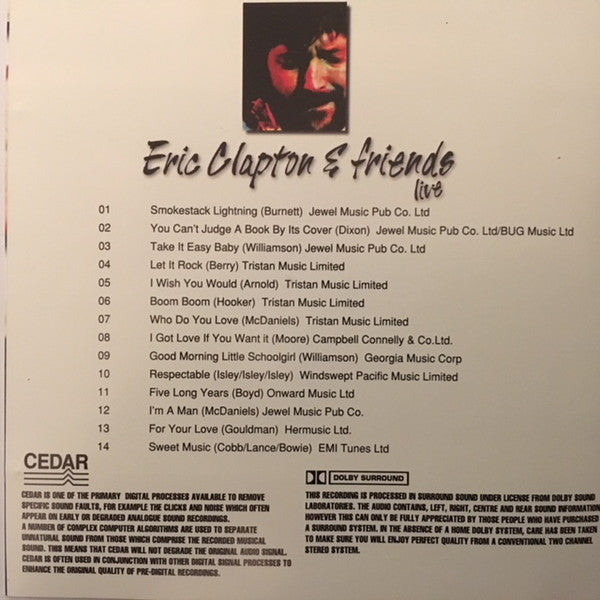 Eric Clapton & friends
live
01 Smokestack Lightning (Burnett) Jewel Music Pub Co. Ltd
02 You Can't Judge A Book By Its Cover (Dixon) Jewel Music Pub Co. Ltd/BUG Music Ltd
03 Take It Easy Baby (Williamson) Jewel Music Pub Co. Ltd
04 Let It Rock (Berry) Tristan Music Limited
05 I Wish You Would (Arnold) Tristan Music Limited
06 Boom Boom (Hooker) Tristan Music Limited
07 Who Do You Love (McDaniels) Tristan Music Limited
08 I Got Love If You Want it (Moore) Campbell Connelly & Co.Ltd.
09 Good Morning Little Schoolgirl (Williamson) Georgia Music Corp
10 Respectable (Isley/Isley/Isley) Windswept Pacific Music Limited
11 Five Long Years (Boyd) Onward Music Ltd
12 I'm A Man (McDaniels) Jewel Music Pub Co.
13 For Your Love (Gouldman) Hermusic Ltd.
14 Sweet Music (Cobb/Lance/Bowie) EMI Tunes Ltd
CEDAR
CEDAR IS ONE OF THE PRIMARY DIGITAL PROCESSES AVAILABLE TO REMOVE
SPECIFIC SOUND FAULTS, FOR EXAMPLE THE CLICKS AND NOISE WHICH OFTEN
APPEAR ON EARLY OR DEGRADED ANALOGUE SOUND RECORDINGS.
A NUMBER OF COMPLEX COMPUTER ALGORITHMS ARE USED TO SEPARATE
UNNATURAL SOUND FROM THOSE WHICH COMPRISE THE RECORDED MUSICAL
SOUND. THIS MEANS THAT CEDAR WILL NOT DEGRADE THE ORIGINAL AUDIO SIGNAL.
CEDAR IS OFTEN USED IN CONJUNCTION WITH OTHER DIGITAL SIGNAL PROCESSES TO
ENHANCE THE ORIGINAL QUALITY OF PRE-DIGITAL RECORDINGS.
DOLBY SURROUND
THIS RECORDING IS PROCESSED IN SURROUND SOUND UNDER LICENSE FROM DOLBY
LABORATORIES. THE AUDIO CONTAINS, LEFT, RIGHT, CENTRE AND REAR SOUND INFORMATION
HOWEVER THIS CAN ONLY BE FULLY APPRECIATED BY THOSE PEOPLE WHO HAVE PURCHASED
A SURROUND SYSTEM. IN THE ABSENCE OF A HOME DOLBY SYSTEM, CARE HAS BEEN TAKEN
TO MAKE SURE YOU WILL ENJOY PERFECT QUALITY FROM A CONVENTIONAL TWO CHANNEL
STEREO SYSTEM.